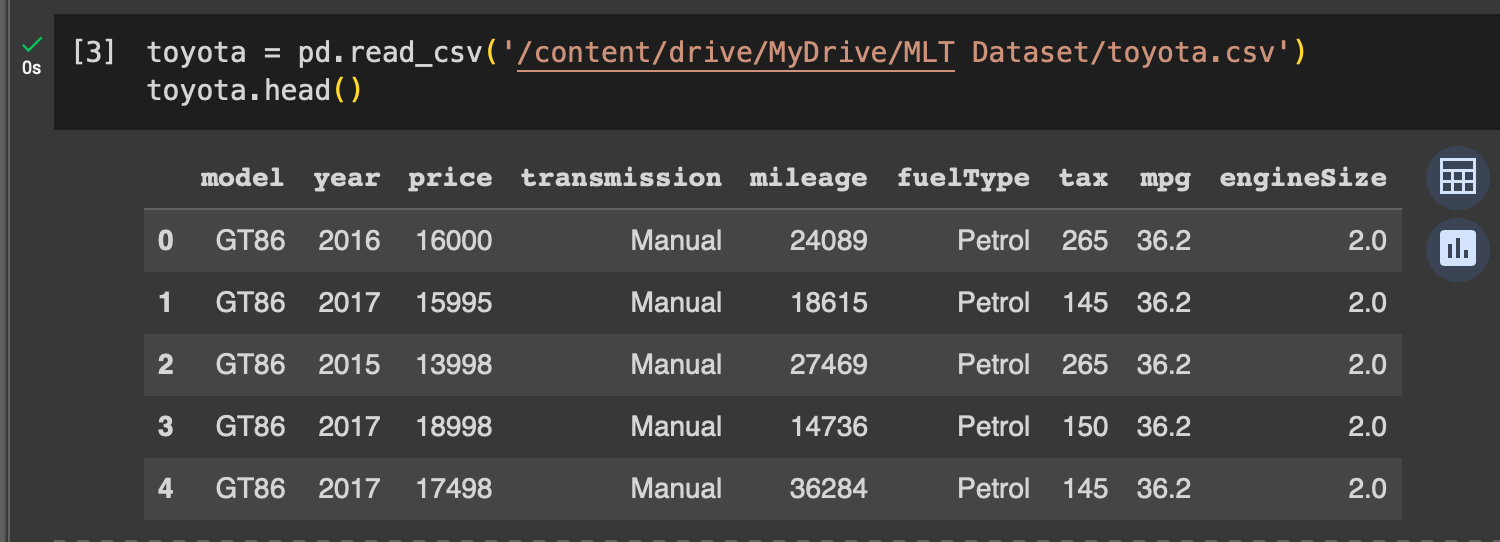 [3] toyota = pd.read_csv('/content/drive/MyDrive/MLT Dataset/toyota.csv')
0s
toyota.head()
model year price transmission mileage fuelType tax mpg engineSize
0 GT86 2016 16000 Manual 24089 Petrol 265 36.2 2.0
1 GT86 2017 15995 Manual 18615 Petrol 145 36.2 2.0
2 GT86 2015 13998 Manual 27469 Petrol 265 36.2 2.0
3 GT86 2017 18998 Manual 14736 Petrol 150 36.2 2.0
4 GT86 2017 17498 Manual 36284 Petrol 145 36.2 2.0